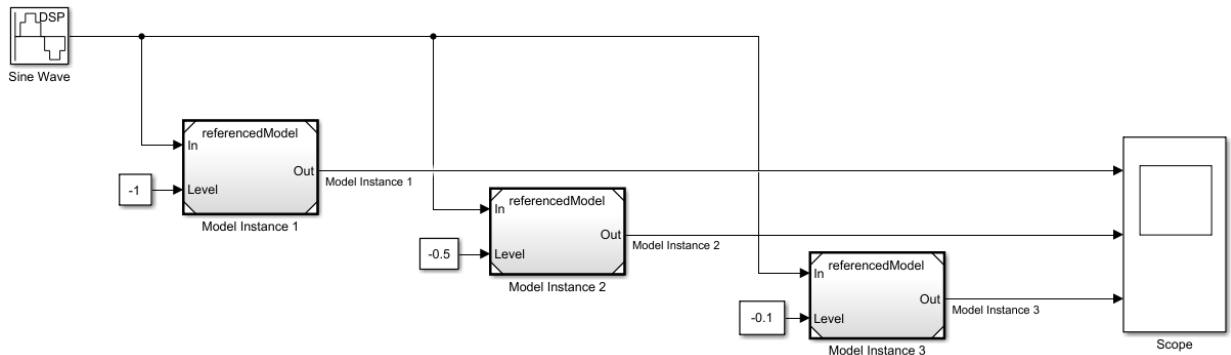 DSP
Sine Wave
referencedModel
In
Out
-1
Level
Model Instance 1
Model Instance 1
referencedModel
In
Out
-0.5
Level
Model Instance 2
Model Instance 2
referencedModel
In
Out
-0.1
Level
Model Instance 3
Model Instance 3
Scope